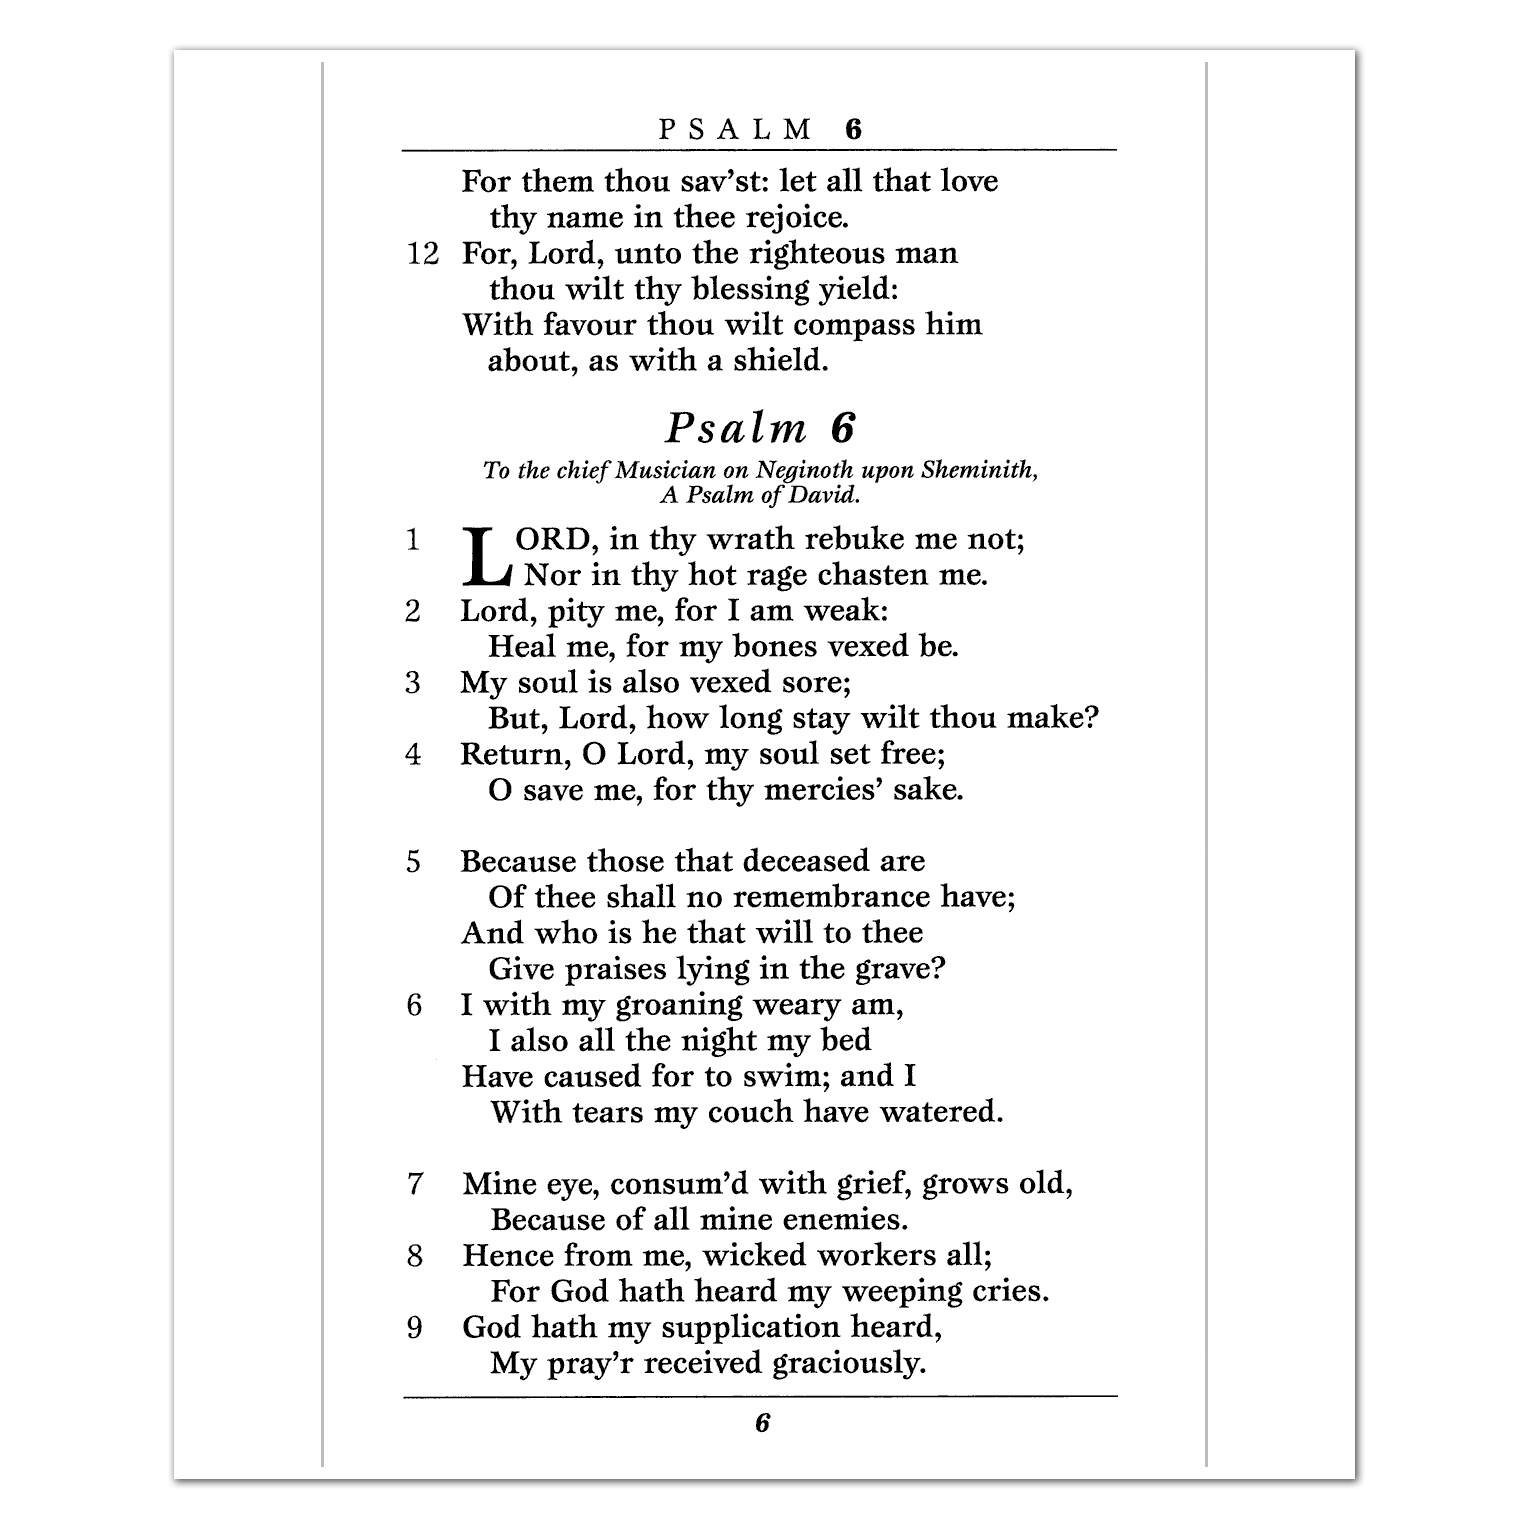 PSALM 6
For them thou sav’st: let all that love
thy name in thee rejoice.
12 For, Lord, unto the righteous man
thou wilt thy blessing yield:
With favour thou wilt compass him
about, as with a shield.
Psalm 6
To the chief Musician on Neginoth upon Sheminith,
A Psalm of David.
1 LORD, in thy wrath rebuke me not;
Nor in thy hot rage chasten me.
2 Lord, pity me, for I am weak:
Heal me, for my bones vexed be.
3 My soul is also vexed sore;
But, Lord, how long stay wilt thou make?
4 Return, O Lord, my soul set free;
O save me, for thy mercies’ sake.
5 Because those that deceased are
Of thee shall no remembrance have;
And who is he that will to thee
Give praises lying in the grave?
6 I with my groaning weary am,
I also all the night my bed
Have caused for to swim; and I
With tears my couch have watered.
7 Mine eye, consum’d with grief, grows old,
Because of all mine enemies.
8 Hence from me, wicked workers all;
For God hath heard my weeping cries.
9 God hath my supplication heard,
My pray’r received graciously.
6